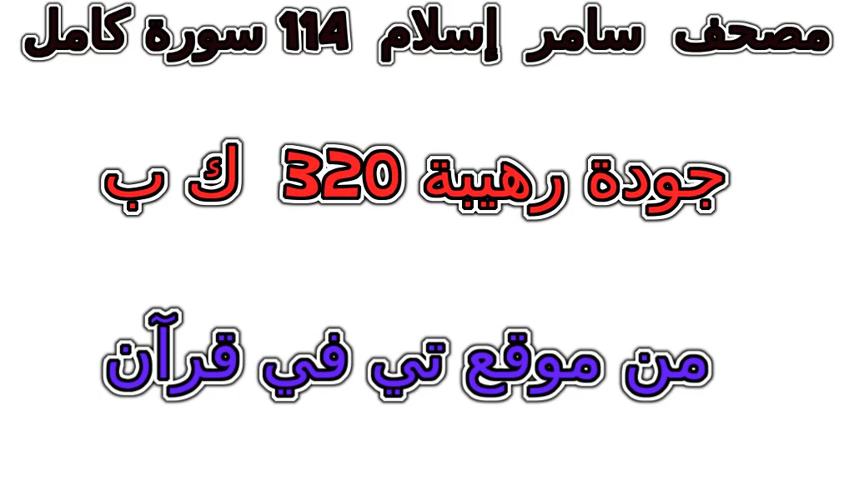 مصحف سامر إسلام 114 سورة كامل
جودة رهيبة 320 ك ب
من موقع تي في قرآن